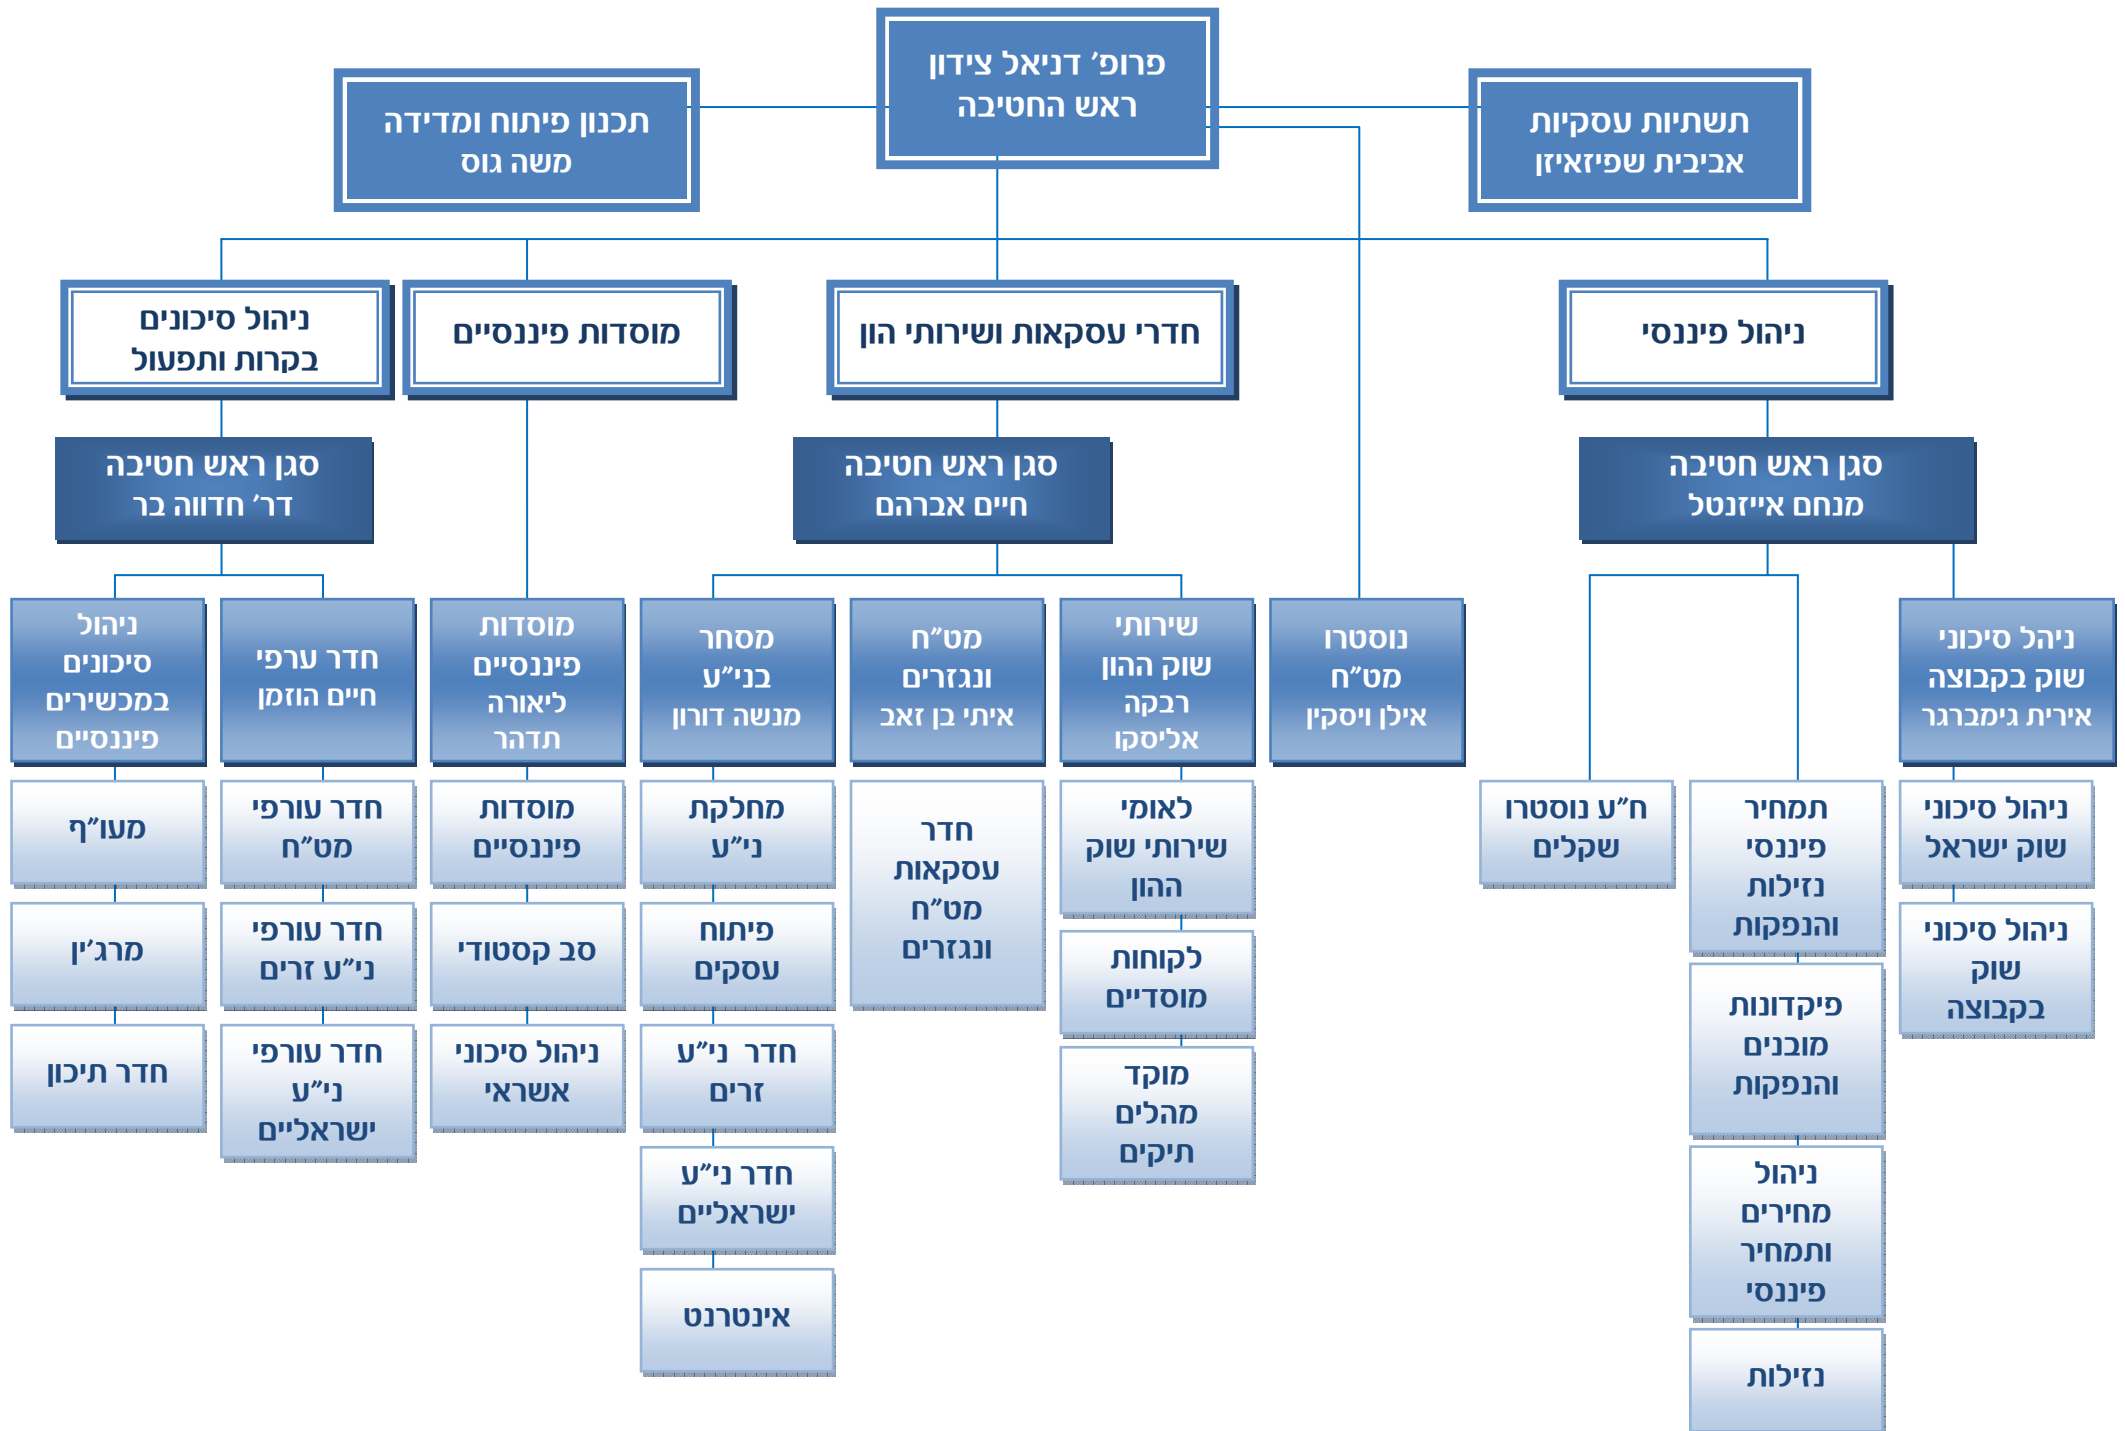 פרופ' דניאל צידון
ראש החטיבה
תשתיות עסקיות
אביבית שפיזאיזן
תכנון פיתוח ומדידה
משה גוס
ניהול פיננסי
חדרי עסקאות ושירותי הון
מוסדות פיננסיים
ניהול סיכונים
בקרות ותפעול
סגן ראש חטיבה
מנחם אייזנטל
סגן ראש חטיבה
חיים אברהם
סגן ראש חטיבה
דר' חדווה בר
ניהל סיכוני
שוק בקבוצה
אירית גימברגר
נוסטרו
מט"ח
אילן ויסקין
שירותי
שוק ההון
רבקה
אליסקו
מט"ח
ונגזרים
איתי בן זאב
מסחר
בני"ע
מנשה דורון
מוסדות
פיננסיים
ליאורה
תדהר
חדר ערפי
חיים הוזמן
ניהול
סיכונים
במכשירים
פיננסיים
ניהול סיכוני
שוק ישראל
ניהול סיכוני
שוק
בקבוצה
תמחיר
פיננסי
נזילות
והנפקות
פיקדונות
מובנים
והנפקות
ניהול
מחירים
ותמחיר
פיננסי
נזילות
ח"ע נוסטרו
שקלים
לאומי
שירותי שוק
ההון
לקוחות
מוסדיים
מוקד
מהלים
תיקים
חדר
עסקאות
מט"ח
ונגזרים
מחלקת
ני"ע
פיתוח
עסקים
חדר ני"ע
זרים
חדר ני"ע
ישראליים
אינטרנט
מוסדות
פיננסיים
סב קסטודי
ניהול סיכוני
אשראי
חדר עורפי
מט"ח
חדר עורפי
ני"ע זרים
חדר עורפי
ני"ע
ישראליים
מעו"ף
מרג'ין
חדר תיכון